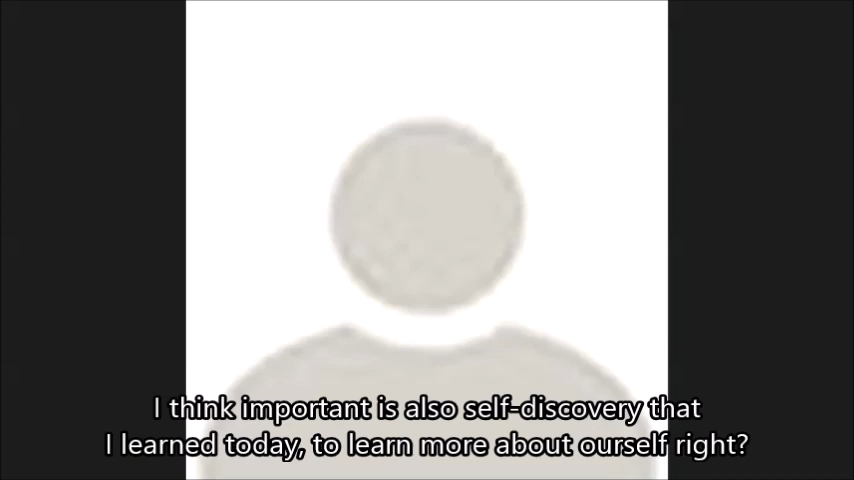 I think important is also self-discovery that
I learned today, to learn more about ourself right?